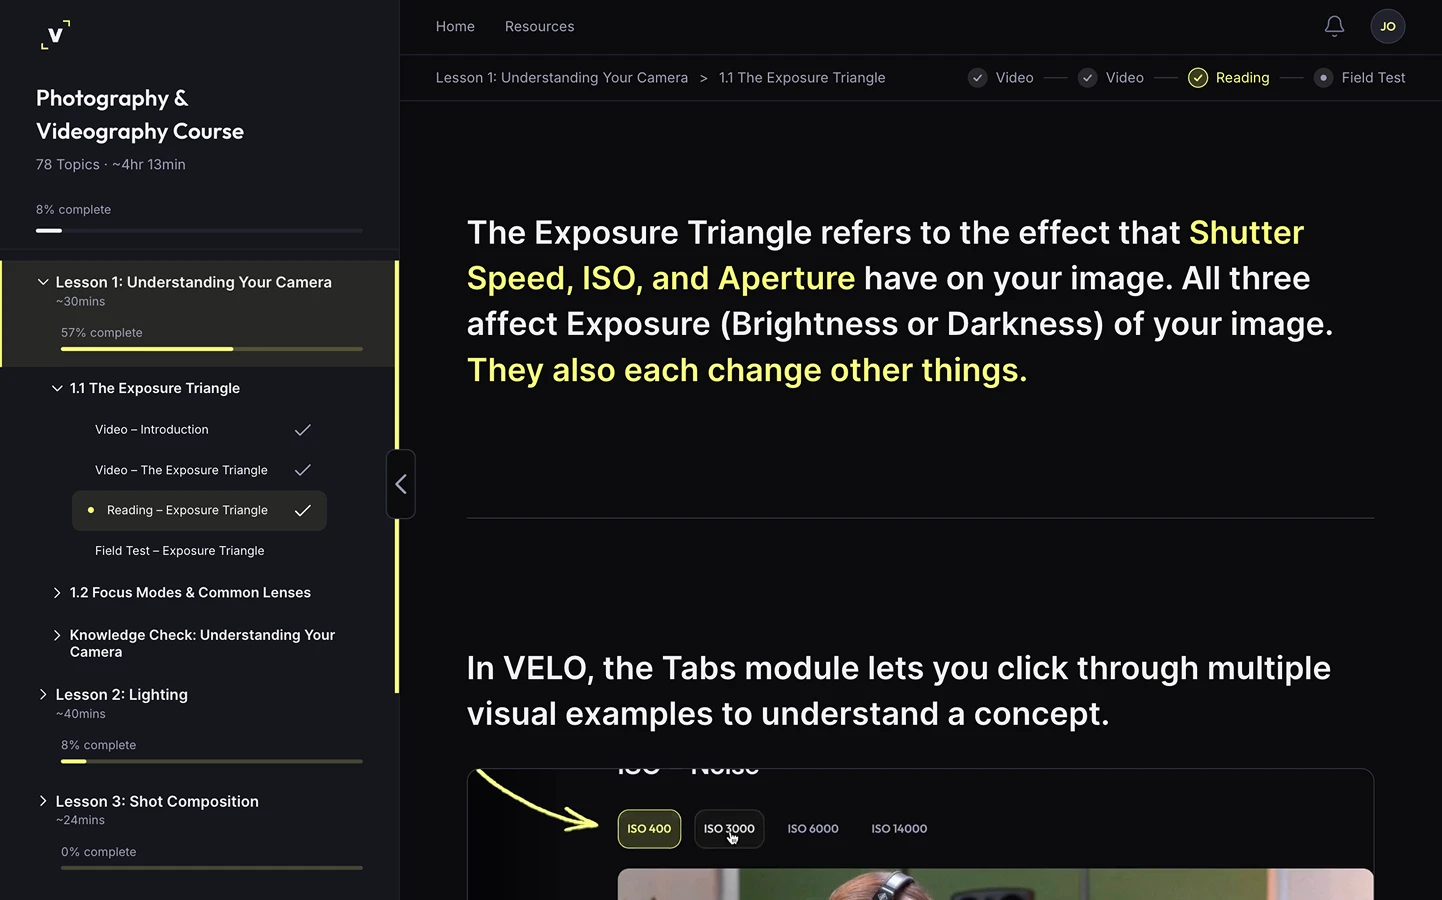 v
Photography &
Videography Course
78 Topics · ~4hr 13min
8% complete
Lesson 1: Understanding Your Camera
~30mins
57% complete
1.1 The Exposure Triangle
Video – Introduction
Video – The Exposure Triangle
Reading – Exposure Triangle
Field Test – Exposure Triangle
1.2 Focus Modes & Common Lenses
Knowledge Check: Understanding Your
Camera
Lesson 2: Lighting
~40mins
8% complete
Lesson 3: Shot Composition
~24mins
0% complete
Home Resources
JO
Lesson 1: Understanding Your Camera > 1.1 The Exposure Triangle
Video Video Reading Field Test
The Exposure Triangle refers to the effect that Shutter
Speed, ISO, and Aperture have on your image. All three
affect Exposure (Brightness or Darkness) of your image.
They also each change other things.
In VELO, the Tabs module lets you click through multiple
visual examples to understand a concept.
ISO 400 ISO 3000 ISO 6000 ISO 14000